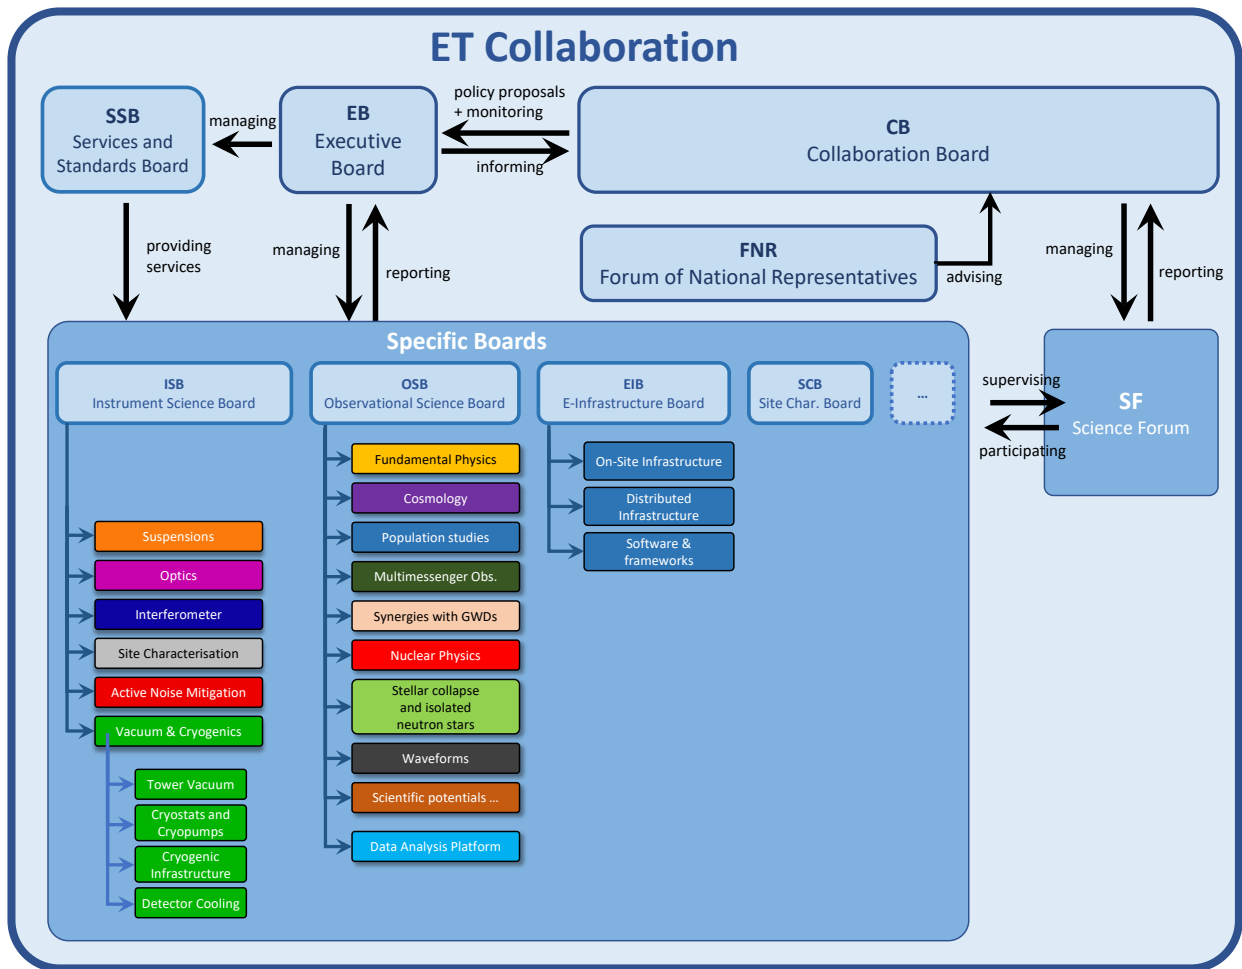 ET Collaboration
SSB
Services and
Standards Board
managing
EB
Executive
Board
policy proposals
+ monitoring
informing
CB
Collaboration Board
providing
services
managing
reporting
FNR
Forum of National Representatives
advising
managing
reporting
Specific Boards
ISB
Instrument Science Board
OSB
Observational Science Board
EIB
E-Infrastructure Board
SCB
Site Char. Board
...
supervising
participating
SF
Science Forum
Suspensions
Optics
Interferometer
Site Characterisation
Active Noise Mitigation
Vacuum & Cryogenics
Tower Vacuum
Cryostats and
Cryopumps
Cryogenic
Infrastructure
Detector Cooling
Fundamental Physics
Cosmology
Population studies
Multimessenger Obs.
Synergies with GWDs
Nuclear Physics
Stellar collapse
and isolated
neutron stars
Waveforms
Scientific potentials ...
Data Analysis Platform
On-Site Infrastructure
Distributed
Infrastructure
Software &
frameworks